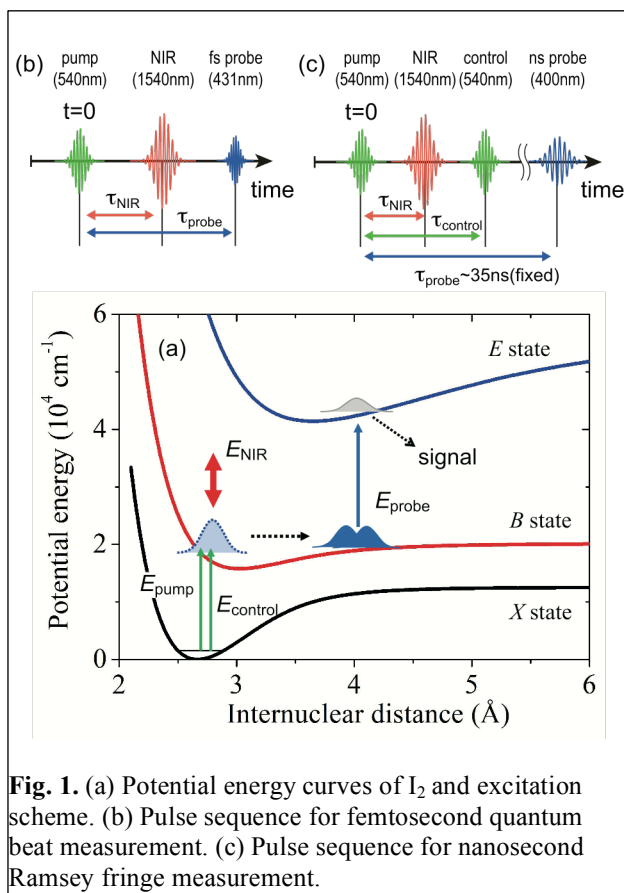 (b)
pump
(540nm)
NIR
(1540nm)
fs probe
(431nm)
t=0
time
τNIR
τprobe
(c)
pump
(540nm)
NIR
(1540nm)
control
(540nm)
ns probe
(400nm)
t=0
time
τNIR
τcontrol
τprobe~35ns(fixed)
(a)
6
4
2
0
Potential energy (10⁴ cm⁻¹)
E state
ENIR
signal
Eprobe
B state
Epump
Econtrol
X state
2 3 4 5 6
Internuclear distance (Å)
Fig. 1. (a) Potential energy curves of I₂ and excitation
scheme. (b) Pulse sequence for femtosecond quantum
beat measurement. (c) Pulse sequence for nanosecond
Ramsey fringe measurement.